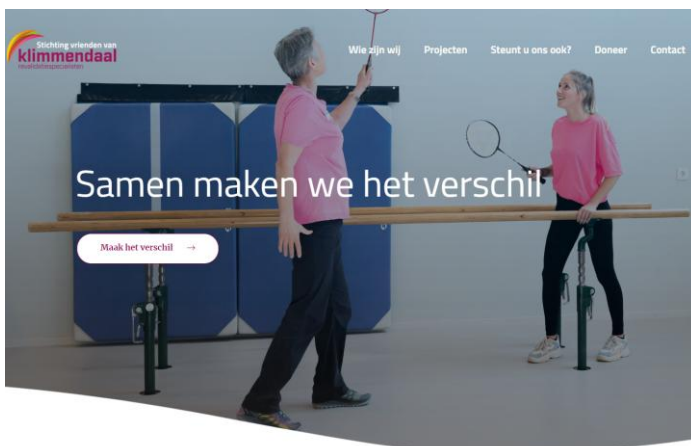 Stichting vrienden van
klimmendaal
revalidatiespecialisten
Wie zijn wij
Projecten
Steunt u ons ook?
Doneer
Contact
Samen maken we het verschil
Maak het verschil →